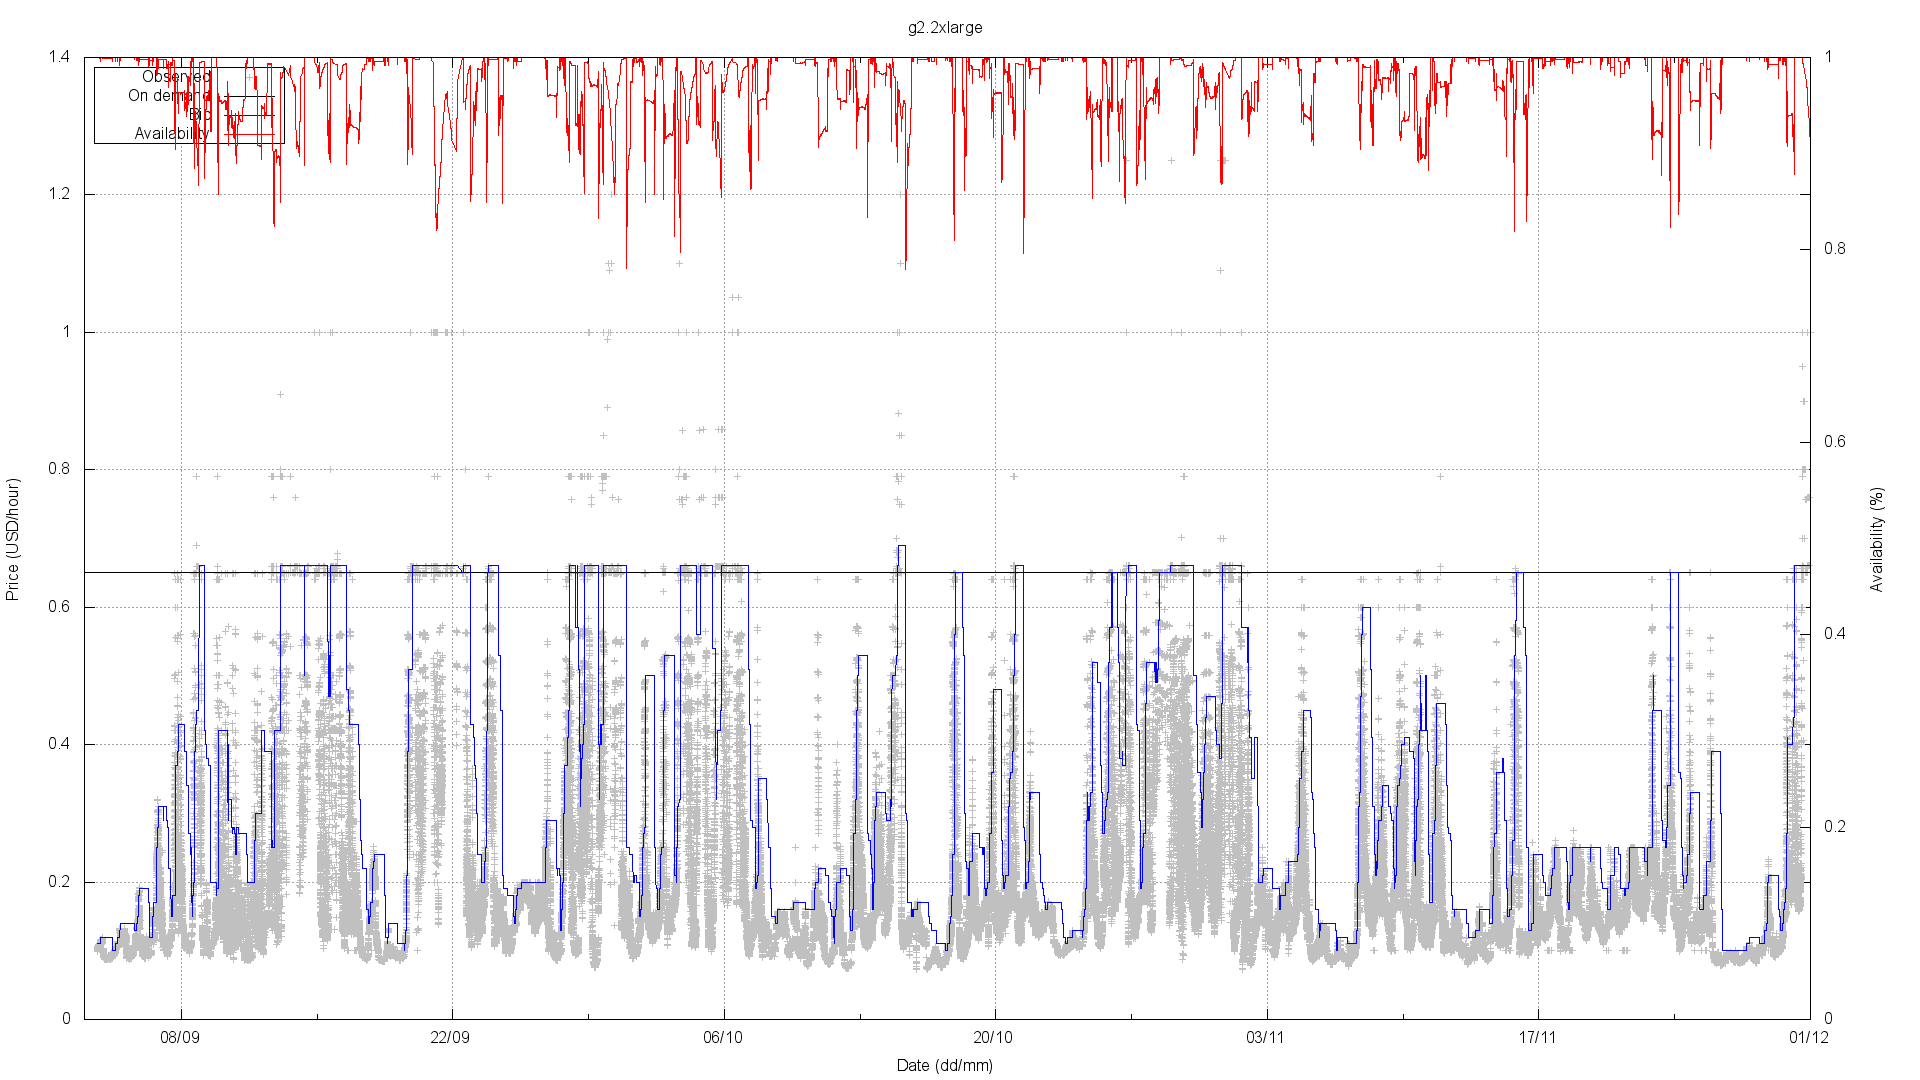 g2.2xlarge
1.4
1.2
1
0.8
0.6
0.4
0.2
0
Price (USD/hour)
Observed
On demand
Bid
Availability
1
0.8
0.6
0.4
0.2
0
Availability (%)
08/09
22/09
06/10
20/10
03/11
17/11
01/12
Date (dd/mm)